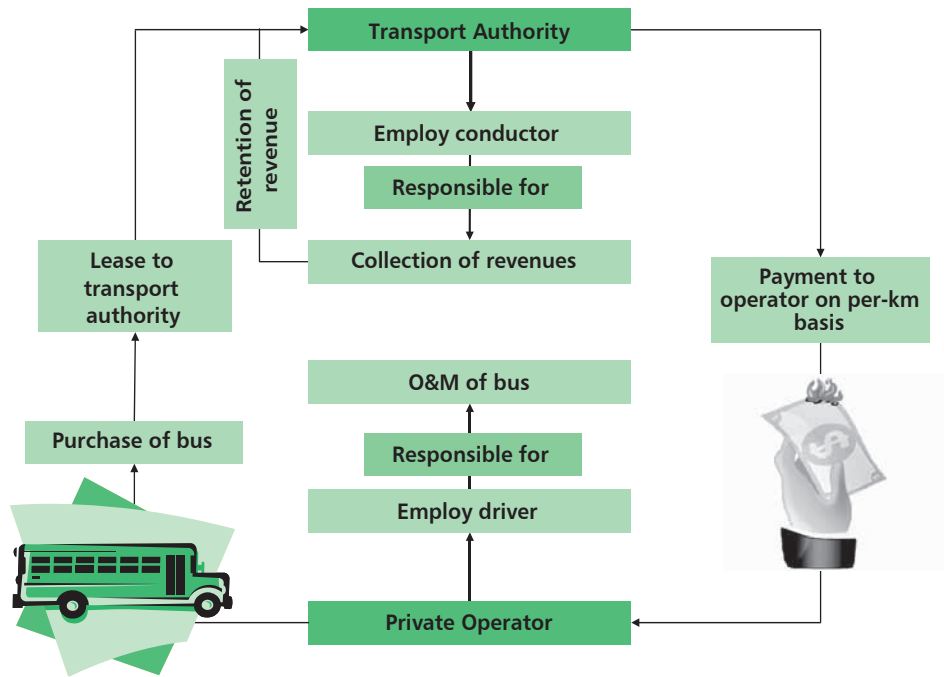 Transport Authority
Retention of
revenue
Employ conductor
Responsible for
Collection of revenues
Lease to
transport
authority
Payment to
operator on per-km
basis
O&M of bus
Purchase of bus
Responsible for
Employ driver
Private Operator